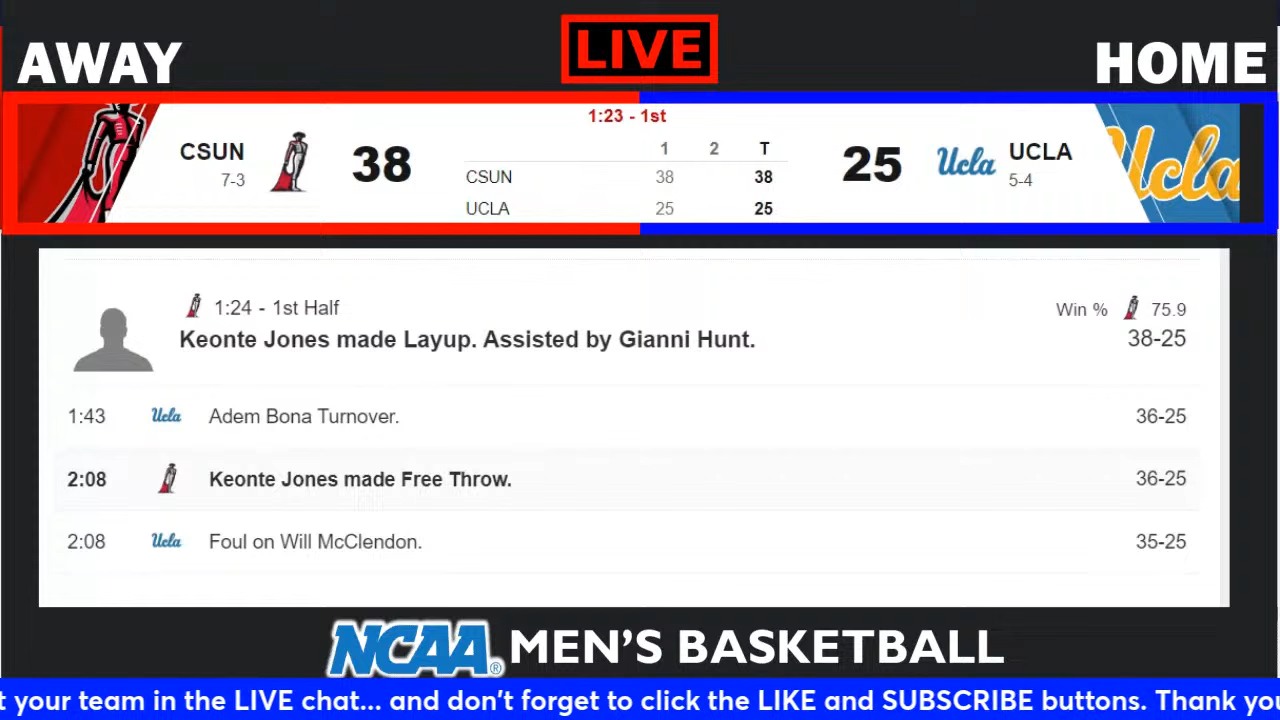 LIVE
AWAY
HOME
1:23 - 1st
CSUN
7-3
38
1 2 T
CSUN 38 38
UCLA 25 25
25
Ucla
UCLA
5-4
Ucla
1:24 - 1st Half
Win % 75.9
Keonte Jones made Layup. Assisted by Gianni Hunt.
38-25
1:43 Ucla Adem Bona Turnover. 36-25
2:08 Keonte Jones made Free Throw. 36-25
2:08 Ucla Foul on Will McClendon. 35-25
NCAA® MEN'S BASKETBALL
t your team in the LIVE chat... and don't forget to click the LIKE and SUBSCRIBE buttons. Thank you